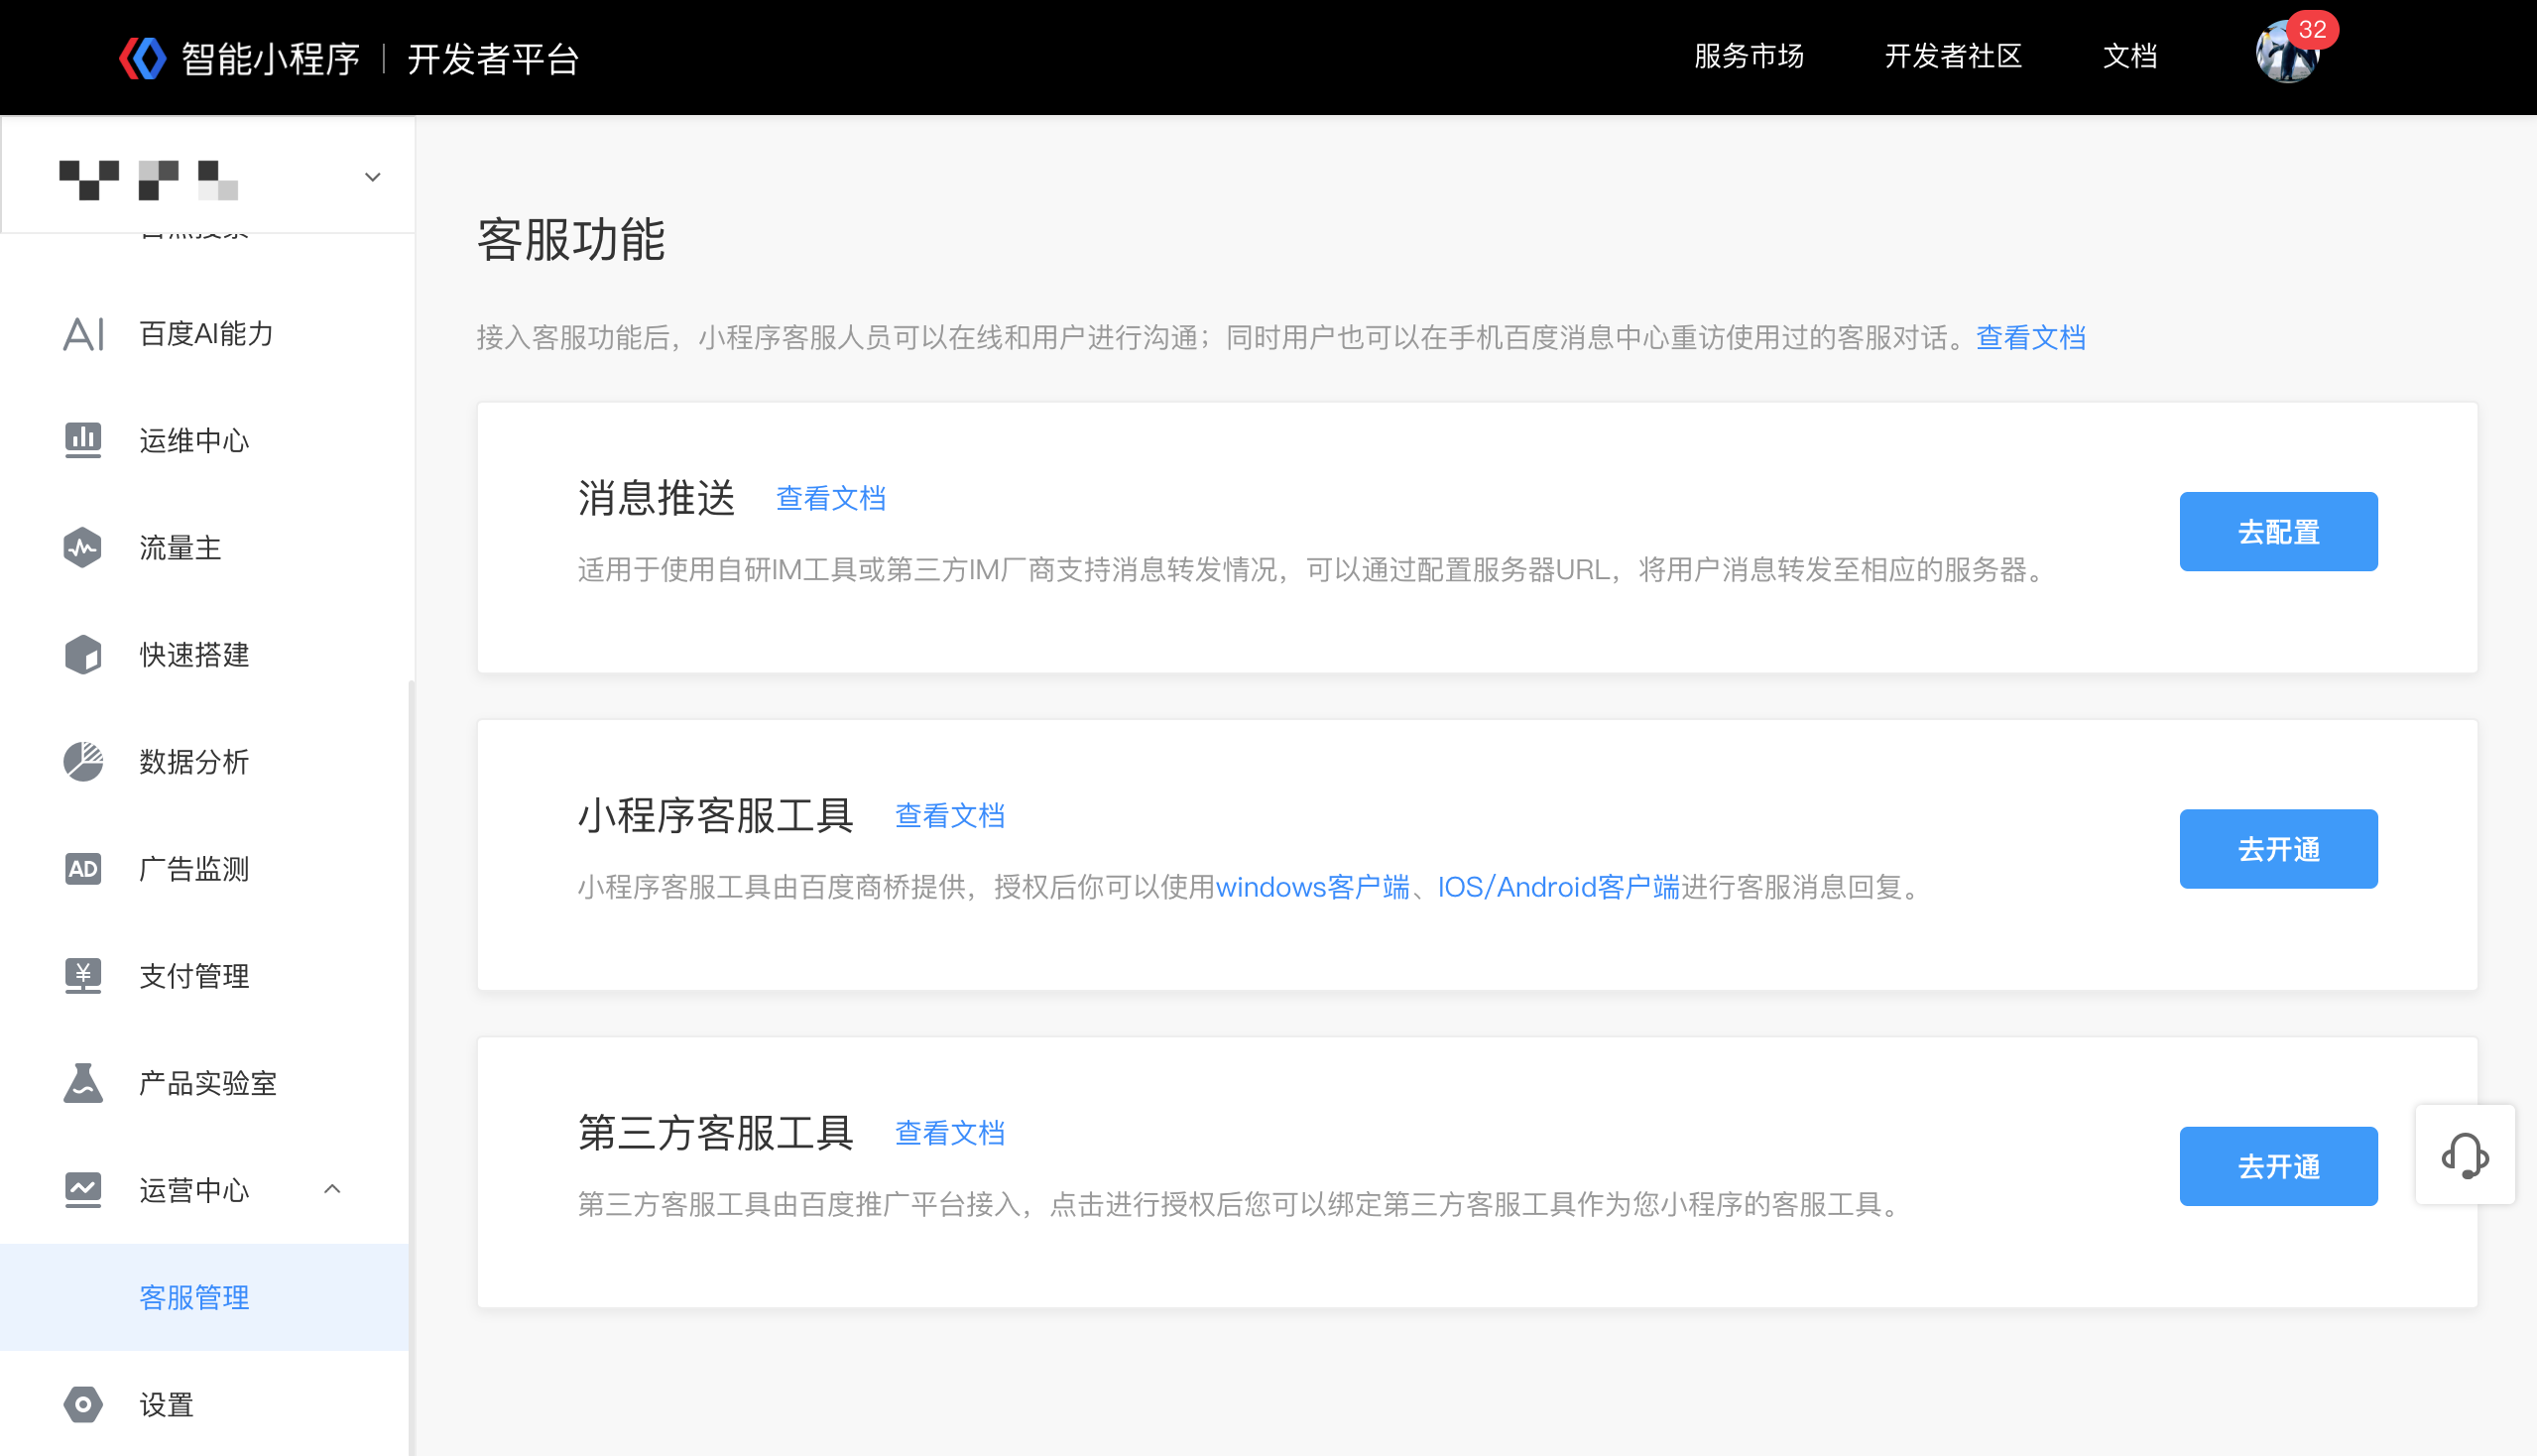 智能小程序 | 开发者平台
服务市场
开发者社区
文档
32
AI 百度AI能力
运维中心
流量主
快速搭建
数据分析
AD 广告监测
¥ 支付管理
产品实验室
运营中心
客服管理
设置
客服功能
接入客服功能后，小程序客服人员可以在线和用户进行沟通；同时用户也可以在手机百度消息中心重访使用过的客服对话。查看文档
消息推送 查看文档
适用于使用自研IM工具或第三方IM厂商支持消息转发情况，可以通过配置服务器URL，将用户消息转发至相应的服务器。
去配置
小程序客服工具 查看文档
小程序客服工具由百度商桥提供，授权后你可以使用windows客户端、IOS/Android客户端进行客服消息回复。
去开通
第三方客服工具 查看文档
第三方客服工具由百度推广平台接入，点击进行授权后您可以绑定第三方客服工具作为您小程序的客服工具。
去开通